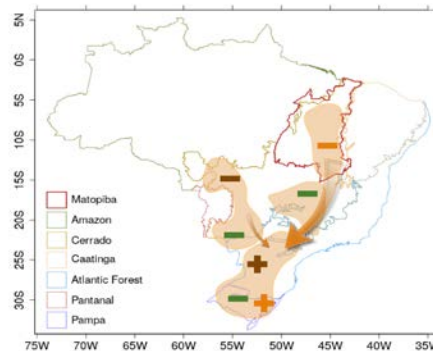 5N
5S
10S
15S
20S
25S
30S
Matopiba
Amazon
Cerrado
Caatinga
Atlantic Forest
Pantanal
Pampa
75W 70W 65W 60W 55W 50W 45W 40W 35W